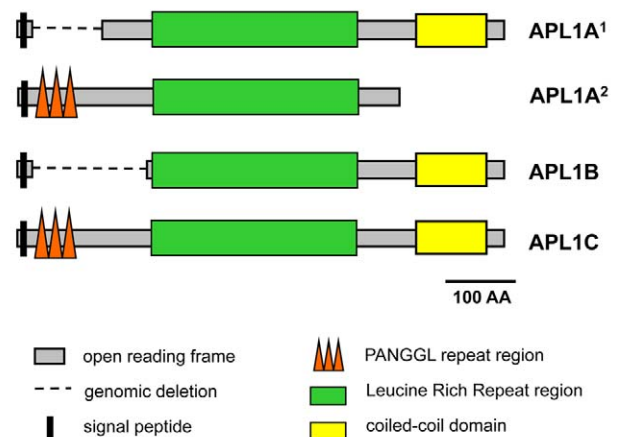 APL1A¹
APL1A²
APL1B
APL1C
100 AA
open reading frame
PANGGL repeat region
genomic deletion
Leucine Rich Repeat region
signal peptide
coiled-coil domain